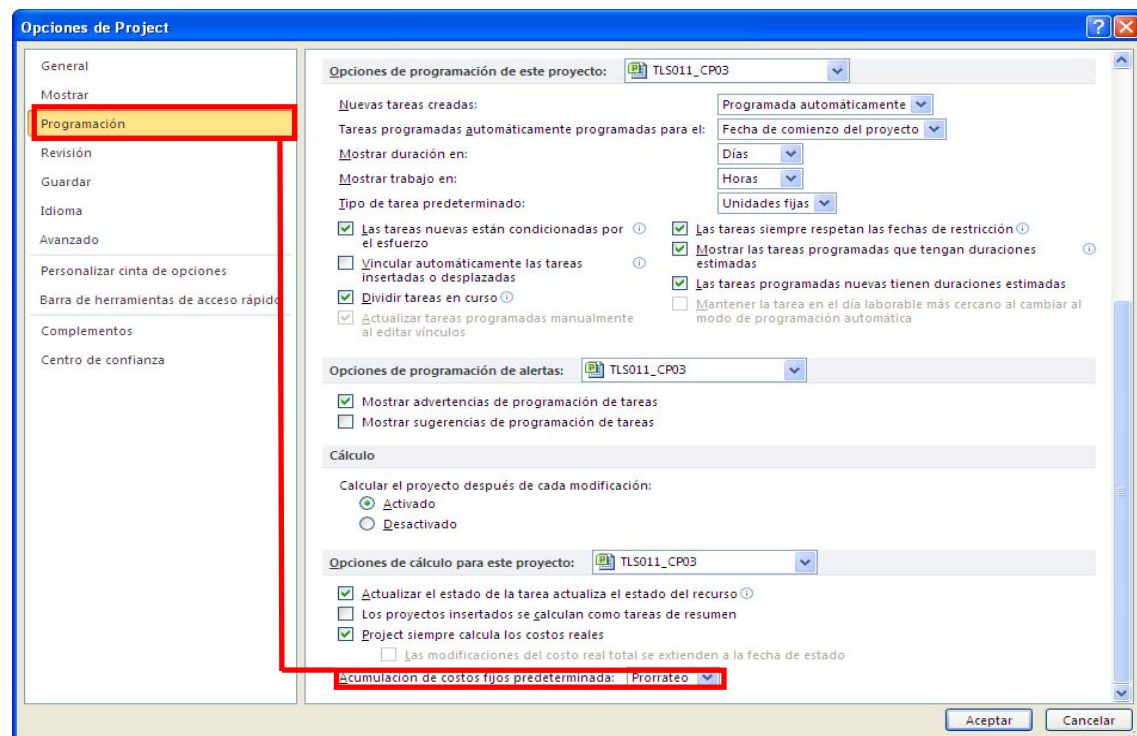 Opciones de Project
General
Mostrar
Programación
Revisión
Guardar
Idioma
Avanzado
Personalizar cinta de opciones
Barra de herramientas de acceso rápido
Complementos
Centro de confianza
Opciones de programación de este proyecto: TLS011_CP03
Nuevas tareas creadas: Programada automáticamente
Tareas programadas automáticamente programadas para el: Fecha de comienzo del proyecto
Mostrar duración en: Días
Mostrar trabajo en: Horas
Tipo de tarea predeterminado: Unidades fijas
Las tareas nuevas están condicionadas por
el esfuerzo
Vincular automáticamente las tareas
insertadas o desplazadas
Dividir tareas en curso
Actualizar tareas programadas manualmente
al editar vínculos
Las tareas siempre respetan las fechas de restricción
Mostrar las tareas programadas que tengan duraciones
estimadas
Las tareas programadas nuevas tienen duraciones estimadas
Mantener la tarea en el día laborable más cercano al cambiar al
modo de programación automática
Opciones de programación de alertas: TLS011_CP03
Mostrar advertencias de programación de tareas
Mostrar sugerencias de programación de tareas
Cálculo
Calcular el proyecto después de cada modificación:
Activado
Desactivado
Opciones de cálculo para este proyecto: TLS011_CP03
Actualizar el estado de la tarea actualiza el estado del recurso
Los proyectos insertados se calculan como tareas de resumen
Project siempre calcula los costos reales
Las modificaciones del costo real total se extienden a la fecha de estado
Acumulación de costos fijos predeterminada: Prorrateo
Aceptar Cancelar